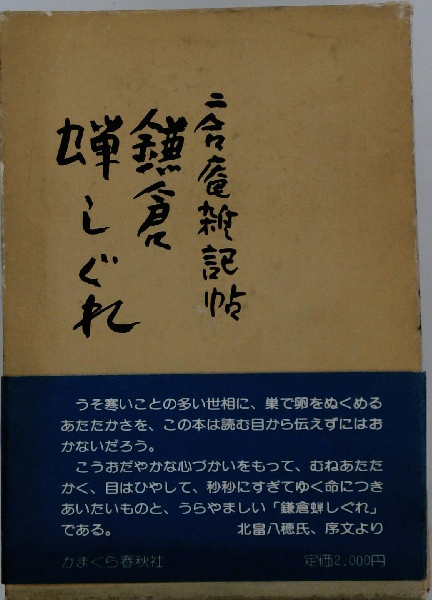 二合庵雑記帖
鎌倉
蝉しぐれ
うそ寒いことの多い世相に、巣で卵をぬくめる
あたたかさを、この本は読む目から伝えずにはお
かないだろう。
こうおだやかな心づかいをもって、むねあたた
かく、目はひやして、秒秒にすぎてゆく命につき
あいたいものと、うらやましい「鎌倉蝉しぐれ」
である。 北畠八穂氏、序文より
かまくら春秋社 定価2,000円